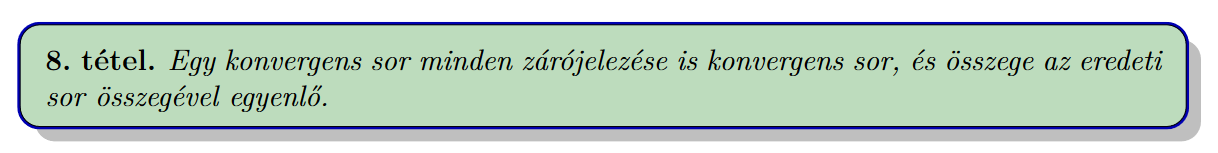 8. tétel. Egy konvergens sor minden zárójelezése is konvergens sor, és összege az eredeti
sor összegével egyenlő.